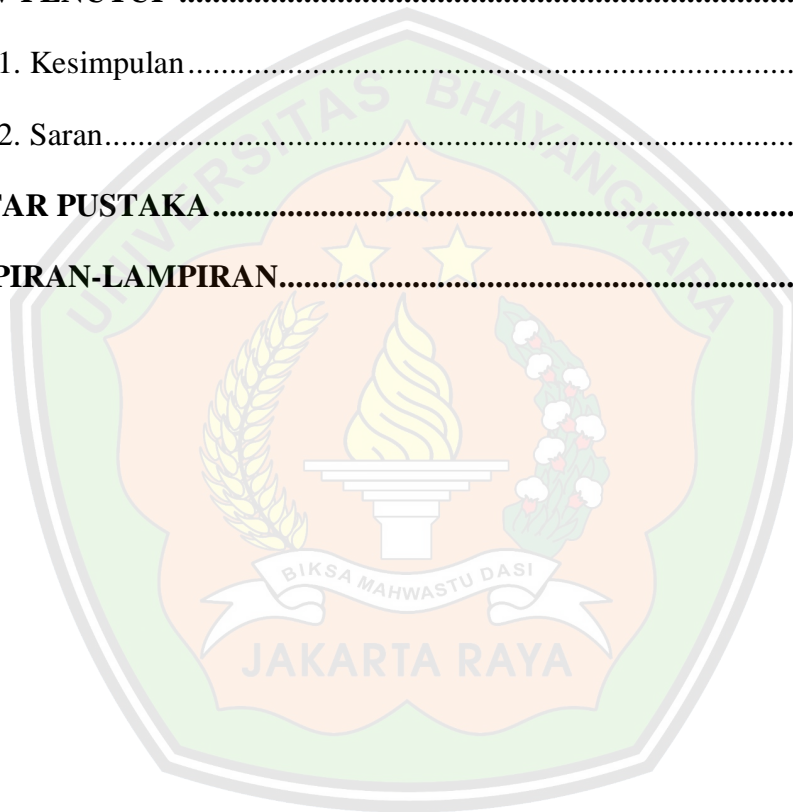 PENUTUP ................................................................
1. Kesimpulan ................................................................
2. Saran ................................................................
TAR PUSTAKA ................................................................
PIRAN-LAMPIRAN ................................................................
UNIVERSITAS BHAYANGKARA
BIKSA MAHWASTU DASI
JAKARTA RAYA